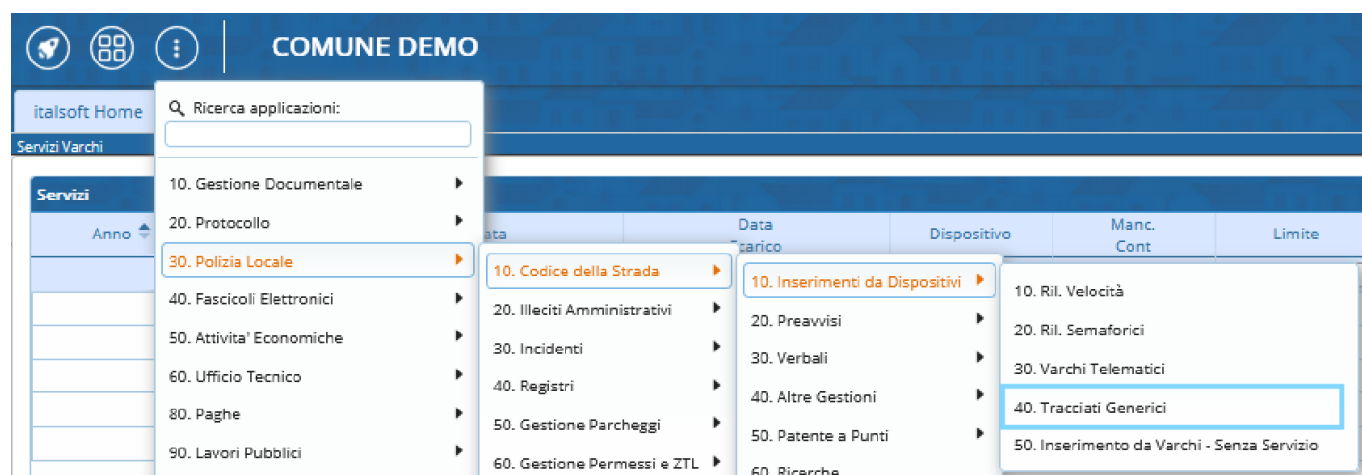 COMUNE DEMO
italsoft Home
Ricerca applicazioni:
Servizi Varchi
Servizi
Anno
Data
Scarico
Dispositivo
Manc.
Cont
Limite
10. Gestione Documentale
20. Protocollo
30. Polizia Locale
40. Fascicoli Elettronici
50. Attivita' Economiche
60. Ufficio Tecnico
80. Paghe
90. Lavori Pubblici
10. Codice della Strada
20. Illeciti Amministrativi
30. Incidenti
40. Registri
50. Gestione Parcheggi
60. Gestione Permessi e ZTL
10. Inserimenti da Dispositivi
20. Preavvisi
30. Verbali
40. Altre Gestioni
50. Patente a Punti
60. Ricerche
10. Ril. Velocità
20. Ril. Semaforici
30. Varchi Telematici
40. Tracciati Generici
50. Inserimento da Varchi - Senza Servizio